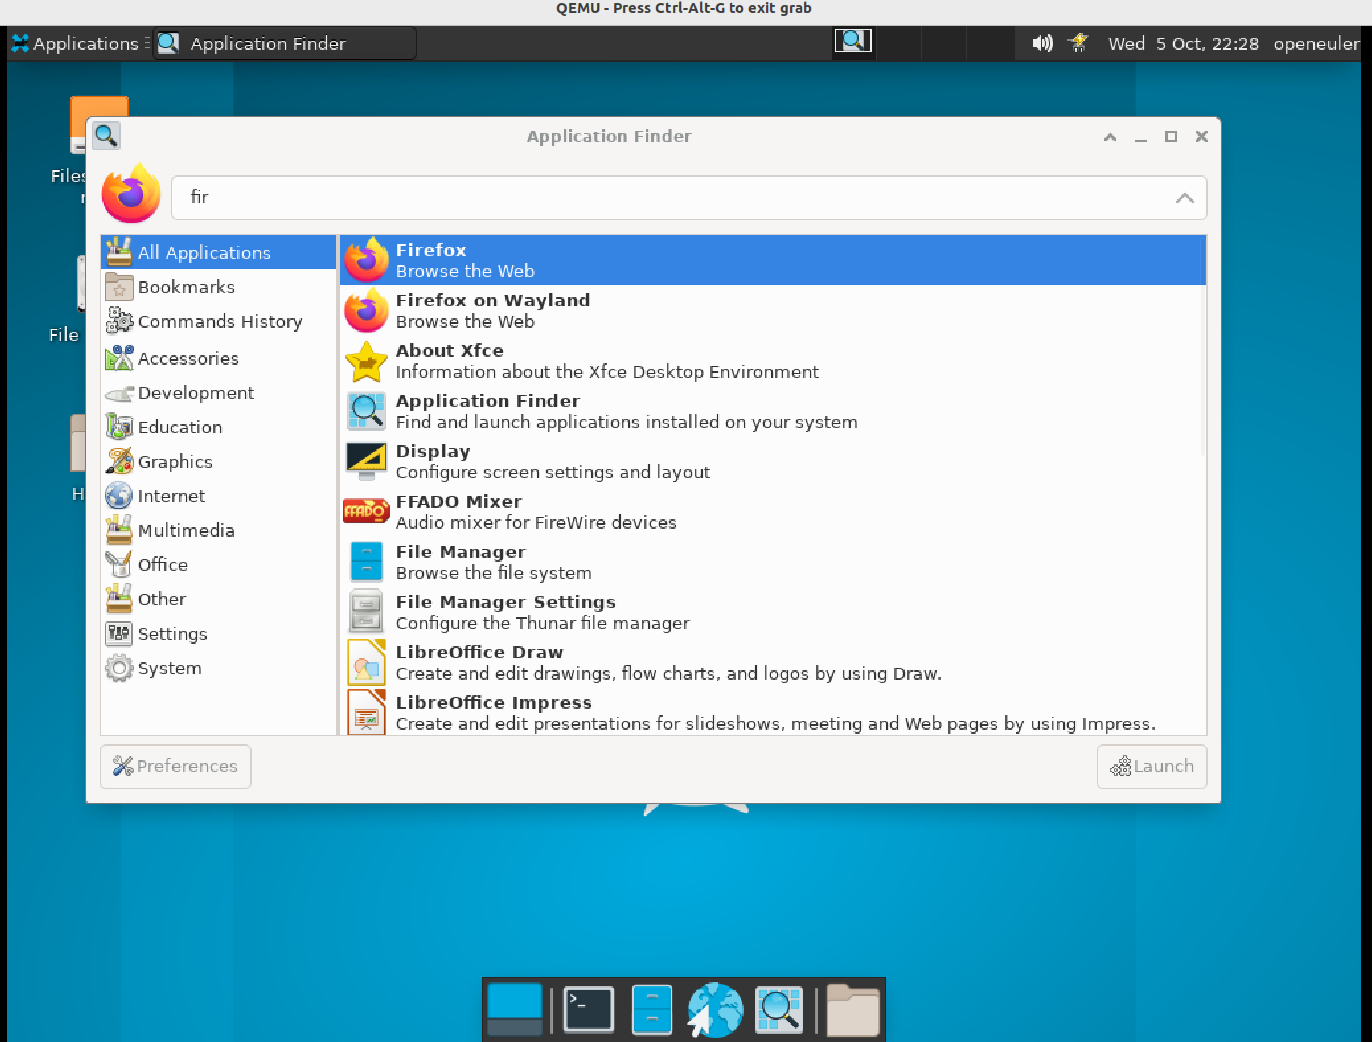 QEMU - Press Ctrl-Alt-G to exit grab
Applications
Application Finder
Wed 5 Oct, 22:28
openeuler
Files
File
H
Application Finder
fir
All Applications
Bookmarks
Commands History
Accessories
Development
Education
Graphics
Internet
Multimedia
Office
Other
Settings
System
Firefox
Browse the Web
Firefox on Wayland
Browse the Web
About Xfce
Information about the Xfce Desktop Environment
Application Finder
Find and launch applications installed on your system
Display
Configure screen settings and layout
FFADO
FFADO Mixer
Audio mixer for FireWire devices
File Manager
Browse the file system
File Manager Settings
Configure the Thunar file manager
LibreOffice Draw
Create and edit drawings, flow charts, and logos by using Draw.
LibreOffice Impress
Create and edit presentations for slideshows, meeting and Web pages by using Impress.
Preferences
Launch